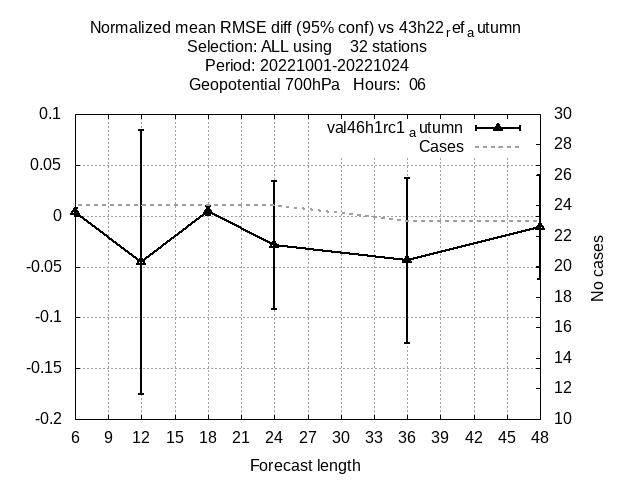 Normalized mean RMSE diff (95% conf) vs 43h22ᵣefₐutumn
Selection: ALL using 32 stations
Period: 20221001-20221024
Geopotential 700hPa Hours: 06
val46h1rc1ₐutumn
Cases
0.1
0.05
0
-0.05
-0.1
-0.15
-0.2
30
28
26
24
22
20
18
16
14
12
10
No cases
6 9 12 15 18 21 24 27 30 33 36 39 42 45 48
Forecast length